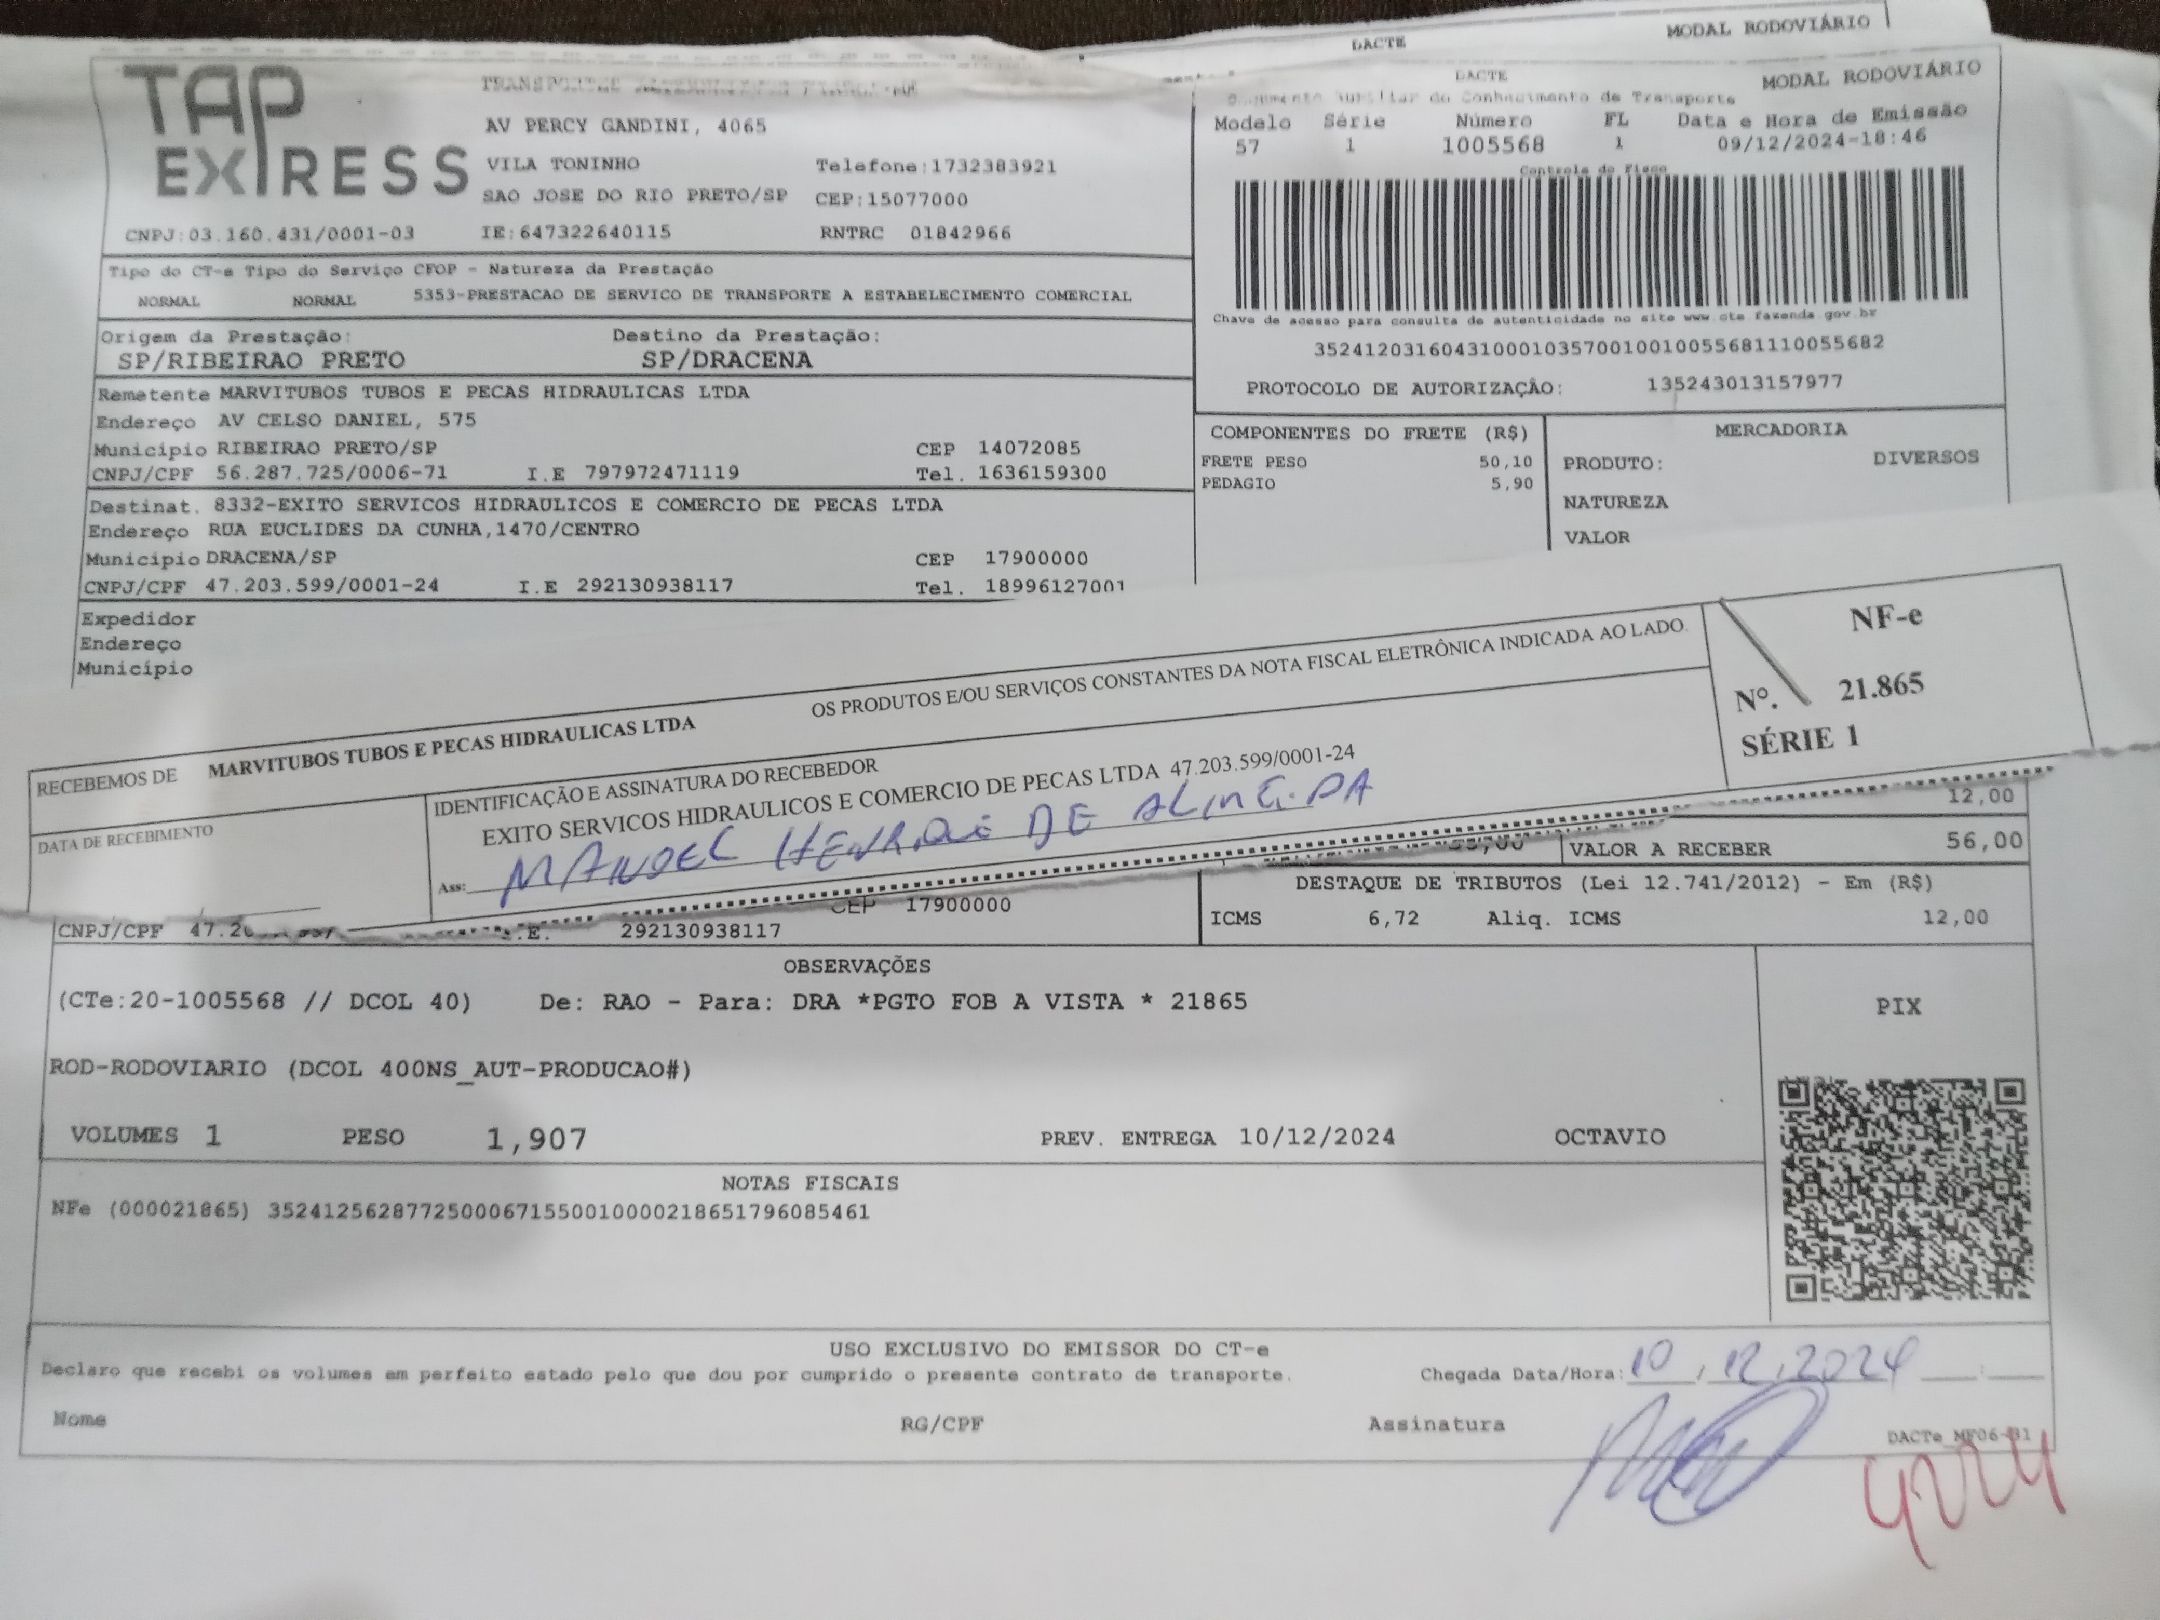 DACTE MODAL RODOVIÁRIO
TAP EXPRESS
AV PERCY GANDINI, 4065
VILA TONINHO Telefone:1732383921
SAO JOSE DO RIO PRETO/SP CEP:15077000
CNPJ:03.160.431/0001-03 IE:647322640115 RNTRC 01842966
DACTE MODAL RODOVIÁRIO
Documento Auxiliar do Conhecimento de Transporte
Modelo Série Número FL Data e Hora de Emissão
57 1 1005568 1 09/12/2024-18:46
Controle do Fisco
Chave de acesso para consulta de autenticidade no site www.cte.fazenda.gov.br
35241203160431000103570010010055681110055682
PROTOCOLO DE AUTORIZAÇÃO: 135243013157977
Tipo do CT-e Tipo do Serviço CFOP - Natureza da Prestação
NORMAL NORMAL 5353-PRESTACAO DE SERVICO DE TRANSPORTE A ESTABELECIMENTO COMERCIAL
Origem da Prestação: Destino da Prestação:
SP/RIBEIRAO PRETO SP/DRACENA
Remetente MARVITUBOS TUBOS E PECAS HIDRAULICAS LTDA
Endereço AV CELSO DANIEL, 575
Município RIBEIRAO PRETO/SP CEP 14072085
CNPJ/CPF 56.287.725/0006-71 I.E 797972471119 Tel. 1636159300
Destinat. 8332-EXITO SERVICOS HIDRAULICOS E COMERCIO DE PECAS LTDA
Endereço RUA EUCLIDES DA CUNHA,1470/CENTRO
Município DRACENA/SP CEP 17900000
CNPJ/CPF 47.203.599/0001-24 I.E 292130938117 Tel. 18996127001
Expedidor
Endereço
Município
COMPONENTES DO FRETE (R$)
FRETE PESO 50,10
PEDAGIO 5,90
MERCADORIA
PRODUTO: DIVERSOS
NATUREZA
VALOR
RECEBEMOS DE MARVITUBOS TUBOS E PECAS HIDRAULICAS LTDA OS PRODUTOS E/OU SERVIÇOS CONSTANTES DA NOTA FISCAL ELETRÔNICA INDICADA AO LADO.
DATA DE RECEBIMENTO
IDENTIFICAÇÃO E ASSINATURA DO RECEBEDOR
EXITO SERVICOS HIDRAULICOS E COMERCIO DE PECAS LTDA 47.203.599/0001-24
Ass: MANOEL HENRIQUE DE ALMEIDA
NF-e
Nº. 21.865
SÉRIE 1
12,00
VALOR A RECEBER 56,00
CEP 17900000
CNPJ/CPF I.E. 292130938117
DESTAQUE DE TRIBUTOS (Lei 12.741/2012) - Em (R$)
ICMS 6,72 Aliq. ICMS 12,00
OBSERVAÇÕES
(CTe:20-1005568 // DCOL 40) De: RAO - Para: DRA *PGTO FOB A VISTA * 21865
ROD-RODOVIARIO (DCOL 400NS_AUT-PRODUCAO#)
PIX
VOLUMES 1 PESO 1,907 PREV. ENTREGA 10/12/2024 OCTAVIO
NOTAS FISCAIS
NFe (000021865) 35241256287725000671550010000218651796085461
USO EXCLUSIVO DO EMISSOR DO CT-e
Declaro que recebi os volumes em perfeito estado pelo que dou por cumprido o presente contrato de transporte.
Chegada Data/Hora: 10/12/2024
Nome RG/CPF Assinatura